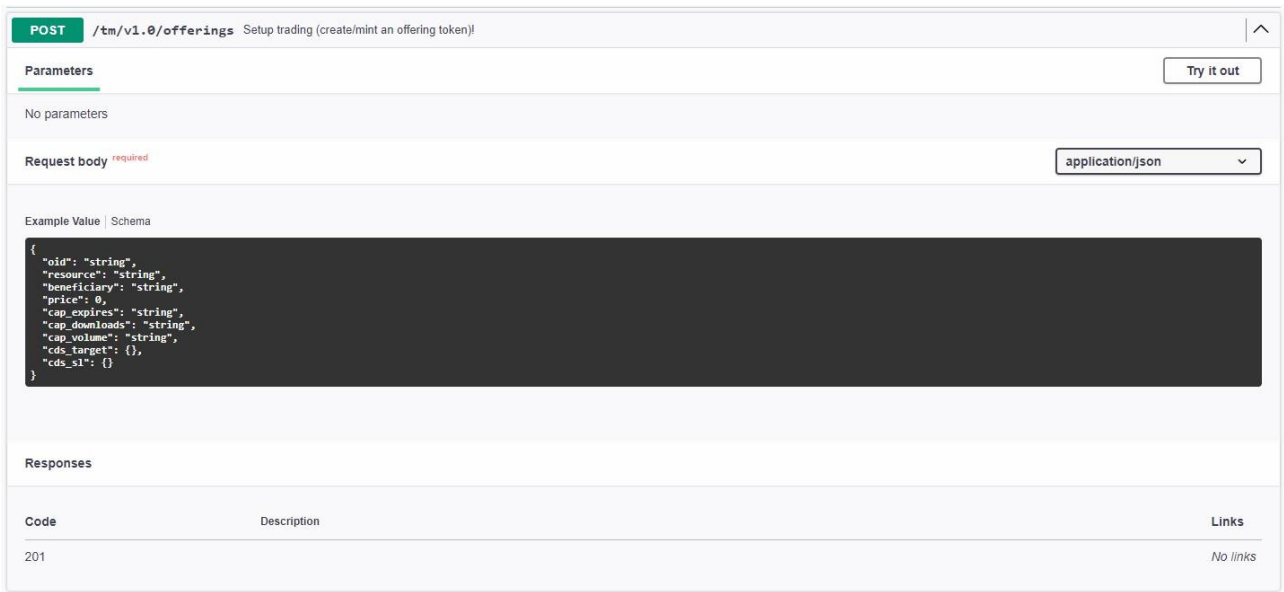 POST /tm/v1.0/offerings Setup trading (create/mint an offering token)!
Parameters
Try it out
No parameters
Request body required
application/json
Example Value Schema
{
"oid": "string",
"resource": "string",
"beneficiary": "string",
"price": 0,
"cap_expires": "string",
"cap_downloads": "string",
"cap_volume": "string",
"cds_target": {},
"cds_sl": {}
}
Responses
Code Description Links
201 No links